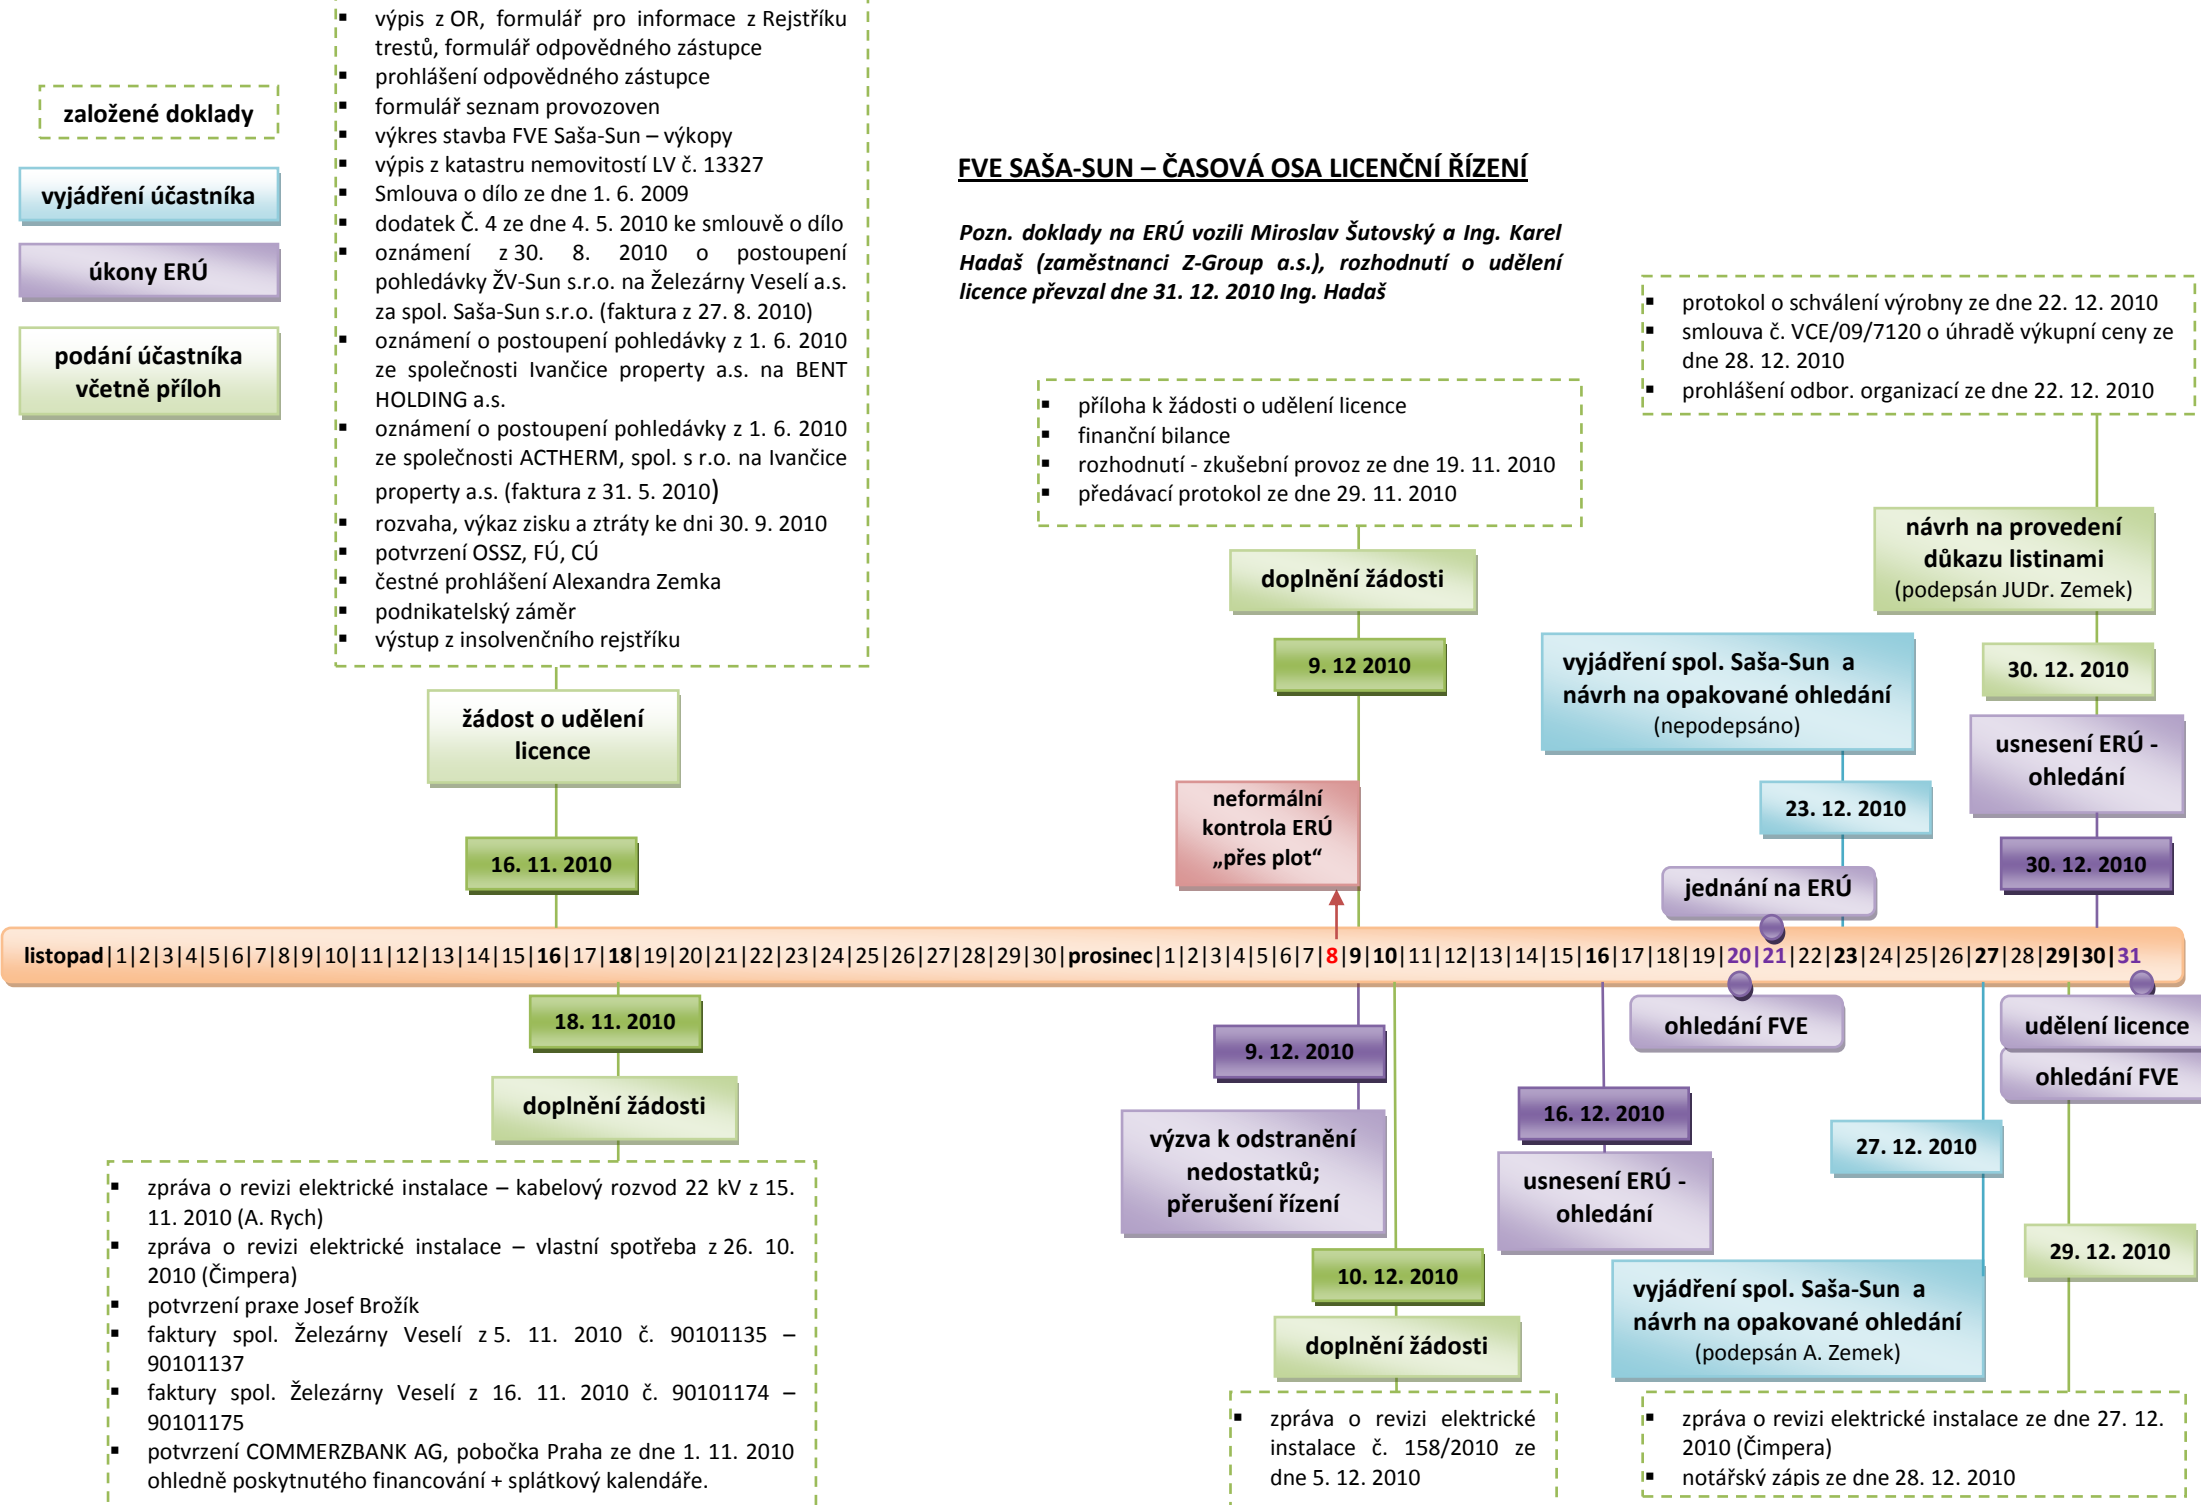 založené doklady
vyjádření účastníka
úkony ERÚ
podání účastníka
včetně příloh
▪ výpis z OR, formulář pro informace z Rejstříku
trestů, formulář odpovědného zástupce
▪ prohlášení odpovědného zástupce
▪ formulář seznam provozoven
▪ výkres stavba FVE Saša-Sun – výkopy
▪ výpis z katastru nemovitostí LV č. 13327
▪ Smlouva o dílo ze dne 1. 6. 2009
▪ dodatek Č. 4 ze dne 4. 5. 2010 ke smlouvě o dílo
▪ oznámení z 30. 8. 2010 o postoupení
pohledávky ŽV-Sun s.r.o. na Železárny Veselí a.s.
za spol. Saša-Sun s.r.o. (faktura z 27. 8. 2010)
▪ oznámení o postoupení pohledávky z 1. 6. 2010
ze společnosti Ivančice property a.s. na BENT
HOLDING a.s.
▪ oznámení o postoupení pohledávky z 1. 6. 2010
ze společnosti ACTHERM, spol. s r.o. na Ivančice
property a.s. (faktura z 31. 5. 2010)
▪ rozvaha, výkaz zisku a ztráty ke dni 30. 9. 2010
▪ potvrzení OSSZ, FÚ, CÚ
▪ čestné prohlášení Alexandra Zemka
▪ podnikatelský záměr
▪ výstup z insolvenčního rejstříku
žádost o udělení
licence
16. 11. 2010
FVE SAŠA-SUN – ČASOVÁ OSA LICENČNÍ ŘÍZENÍ
Pozn. doklady na ERÚ vozili Miroslav Šutovský a Ing. Karel
Hadaš (zaměstnanci Z-Group a.s.), rozhodnutí o udělení
licence převzal dne 31. 12. 2010 Ing. Hadaš
▪ příloha k žádosti o udělení licence
▪ finanční bilance
▪ rozhodnutí - zkušební provoz ze dne 19. 11. 2010
▪ předávací protokol ze dne 29. 11. 2010
doplnění žádosti
9. 12 2010
neformální
kontrola ERÚ
„přes plot“
▪ protokol o schválení výrobny ze dne 22. 12. 2010
▪ smlouva č. VCE/09/7120 o úhradě výkupní ceny ze
dne 28. 12. 2010
▪ prohlášení odbor. organizací ze dne 22. 12. 2010
návrh na provedení
důkazu listinami
(podepsán JUDr. Zemek)
30. 12. 2010
vyjádření spol. Saša-Sun a
návrh na opakované ohledání
(nepodepsáno)
23. 12. 2010
usnesení ERÚ -
ohledání
30. 12. 2010
jednání na ERÚ
listopad|1|2|3|4|5|6|7|8|9|10|11|12|13|14|15|16|17|18|19|20|21|22|23|24|25|26|27|28|29|30|prosinec|1|2|3|4|5|6|7|8|9|10|11|12|13|14|15|16|17|18|19|20|21|22|23|24|25|26|27|28|29|30|31
18. 11. 2010
doplnění žádosti
▪ zpráva o revizi elektrické instalace – kabelový rozvod 22 kV z 15.
11. 2010 (A. Rych)
▪ zpráva o revizi elektrické instalace – vlastní spotřeba z 26. 10.
2010 (Čimpera)
▪ potvrzení praxe Josef Brožík
▪ faktury spol. Železárny Veselí z 5. 11. 2010 č. 90101135 –
90101137
▪ faktury spol. Železárny Veselí z 16. 11. 2010 č. 90101174 –
90101175
▪ potvrzení COMMERZBANK AG, pobočka Praha ze dne 1. 11. 2010
ohledně poskytnutého financování + splátkový kalendáře.
9. 12. 2010
výzva k odstranění
nedostatků;
přerušení řízení
10. 12. 2010
doplnění žádosti
▪ zpráva o revizi elektrické
instalace č. 158/2010 ze
dne 5. 12. 2010
16. 12. 2010
usnesení ERÚ -
ohledání
ohledání FVE
27. 12. 2010
vyjádření spol. Saša-Sun a
návrh na opakované ohledání
(podepsán A. Zemek)
udělení licence
ohledání FVE
29. 12. 2010
▪ zpráva o revizi elektrické instalace ze dne 27. 12.
2010 (Čimpera)
▪ notářský zápis ze dne 28. 12. 2010